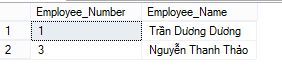 Employee_Number Employee_Name
1 1 Trần Dương Dương
2 3 Nguyễn Thanh Thảo